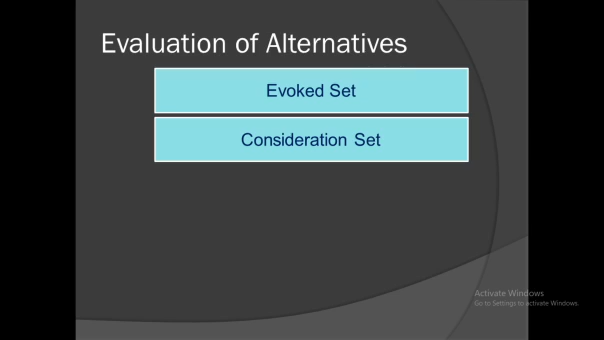 Evaluation of Alternatives
Evoked Set
Consideration Set
Activate Windows
Go to Settings to activate Windows.